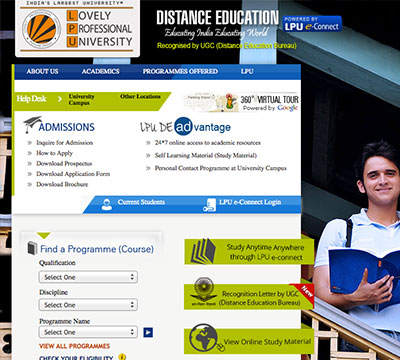 INDIA'S LARGEST UNIVERSITY*
LOVELY
PROFESSIONAL
UNIVERSITY
L
P
U
DISTANCE EDUCATION
Educating India Educating World
Recognised by UGC (Distance Education Bureau)
POWERED BY
LPU e-Connect
ABOUT US ACADEMICS PROGRAMMES OFFERED LPU
Help Desk » University Campus Other Locations
360° VIRTUAL TOUR
Powered by Google
ADMISSIONS
» Inquire for Admission
» How to Apply
» Download Prospectus
» Download Application Form
» Download Brochure
LPU DE advantage
» 24*7 online access to academic resources
» Self Learning Material (Study Material)
» Personal Contact Programme at University Campus
Current Students LPU e-Connect Login
Find a Programme (Course)
Qualification
Select One
Discipline
Select One
Programme Name
Select One
VIEW ALL PROGRAMMES
CHECK YOUR ELIGIBILITY
Study Anytime Anywhere
through LPU e-connect
New
Recognition Letter by UGC
(Distance Education Bureau)
View Online Study Material